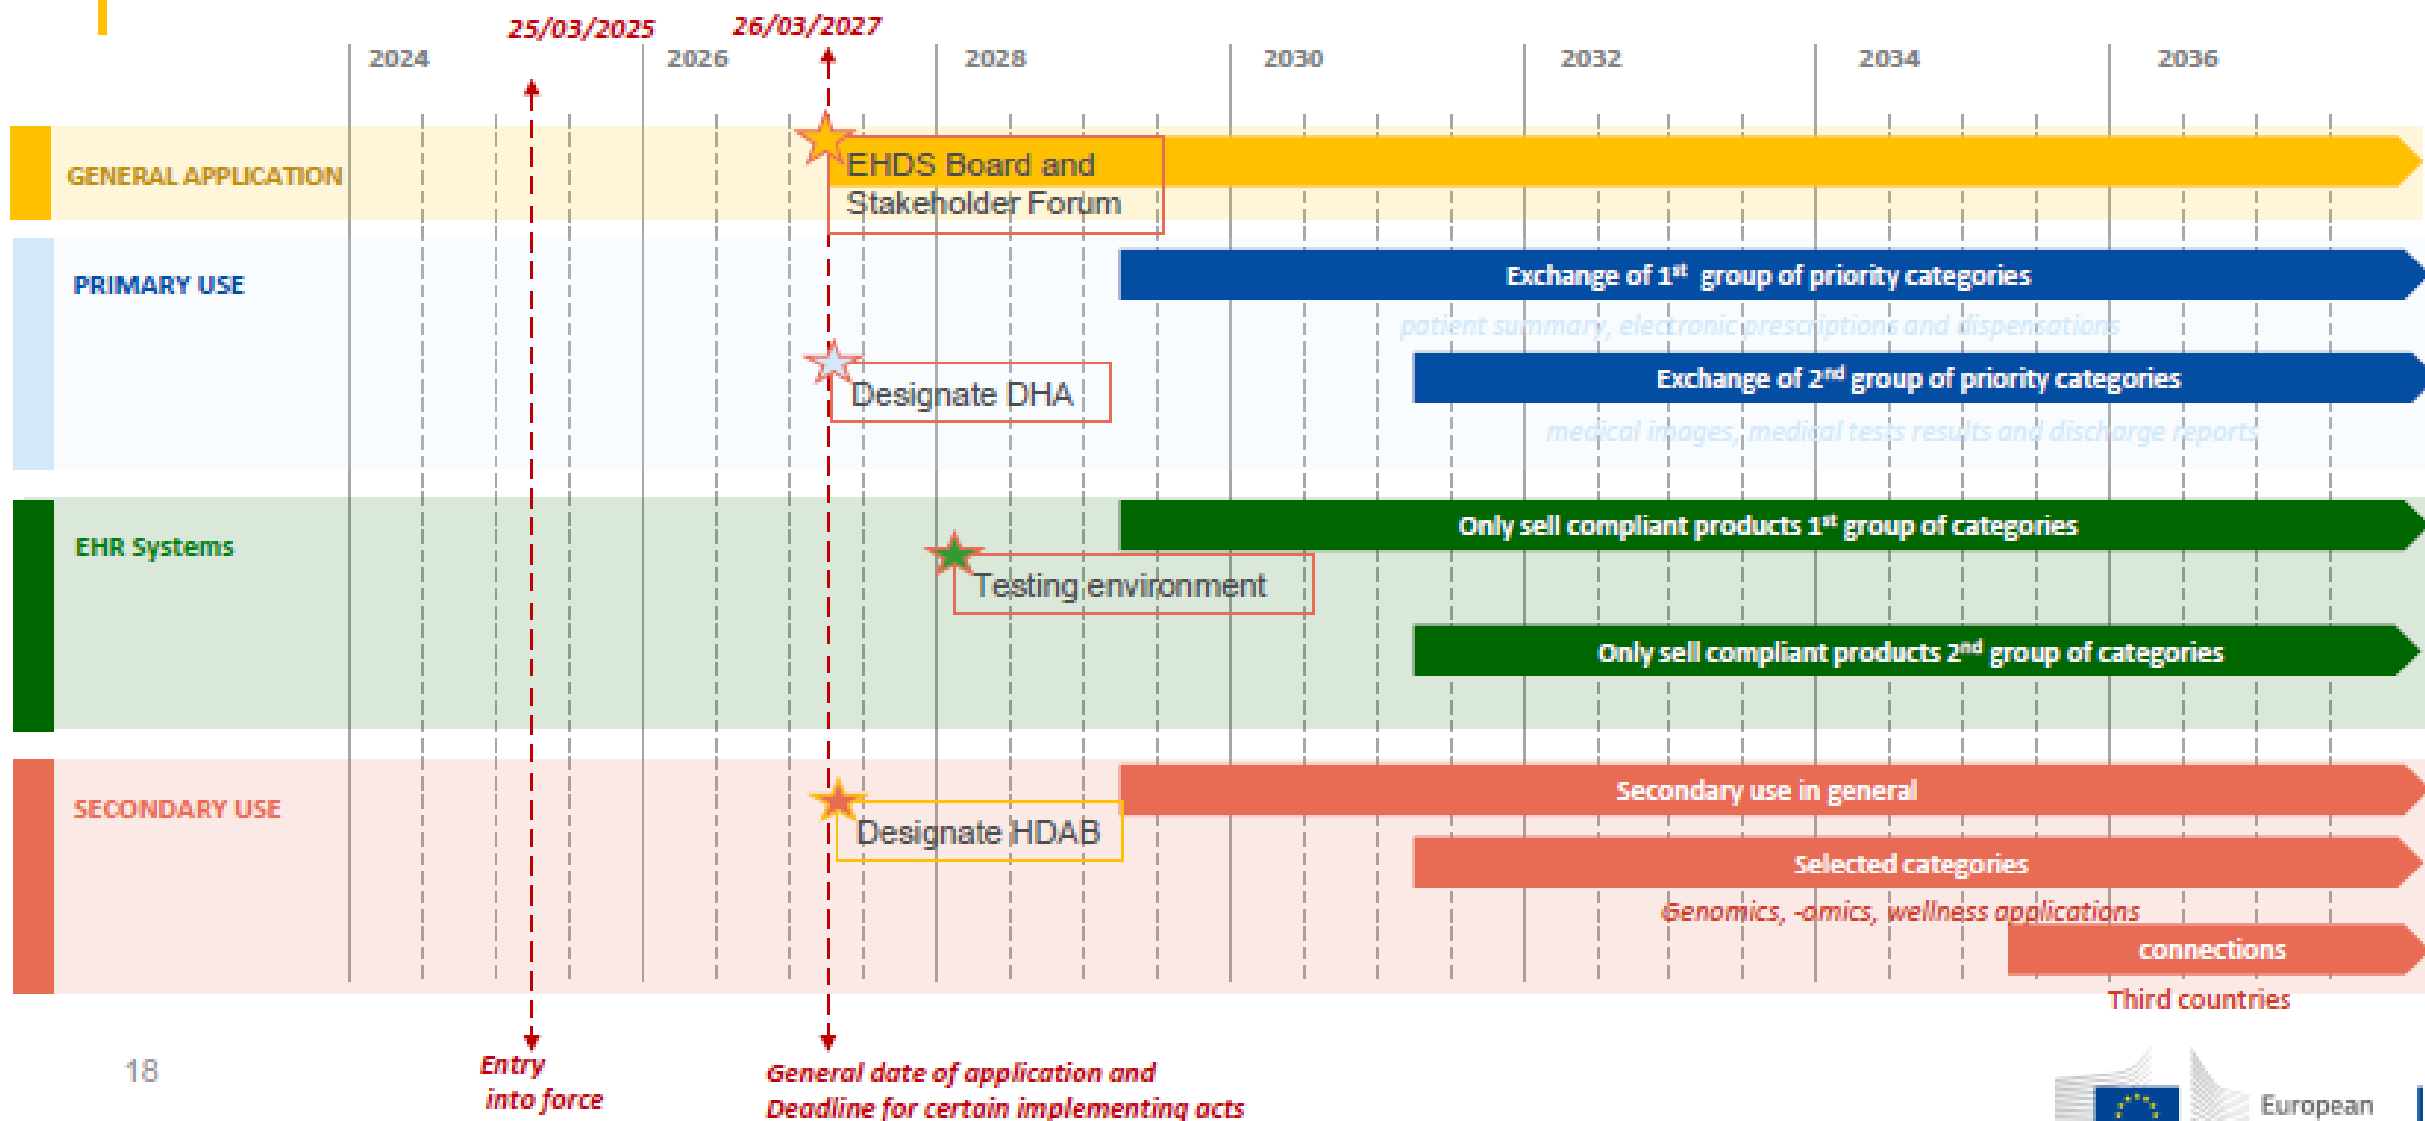 25/03/2025
26/03/2027
2024
2026
2028
2030
2032
2034
2036
GENERAL APPLICATION
EHDS Board and
Stakeholder Forum
PRIMARY USE
Exchange of 1st group of priority categories
patient summary, electronic prescriptions and dispensations
Designate DHA
Exchange of 2nd group of priority categories
medical images, medical tests results and discharge reports
EHR Systems
Only sell compliant products 1st group of categories
Testing environment
Only sell compliant products 2nd group of categories
SECONDARY USE
Secondary use in general
Designate HDAB
Selected categories
Genomics, -omics, wellness applications
connections
Third countries
18
Entry
into force
General date of application and
Deadline for certain implementing acts
European